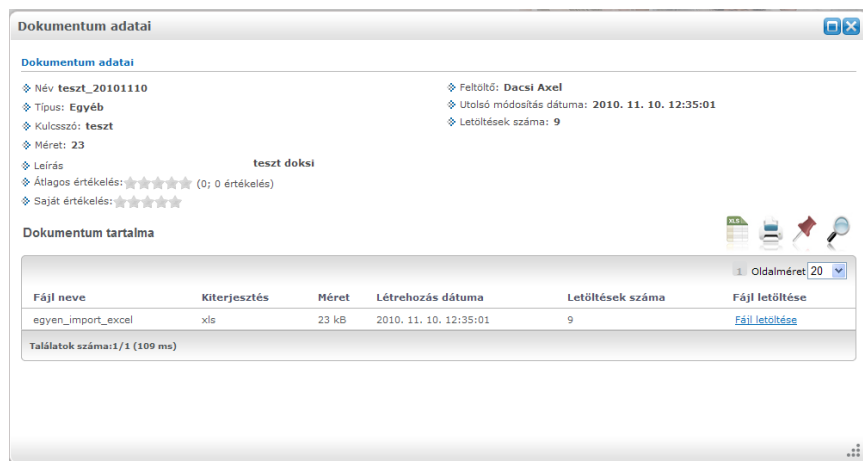 Dokumentum adatai
Dokumentum adatai
Név teszt_20101110
Típus: Egyéb
Kulcsszó: teszt
Méret: 23
Leírás teszt doksi
Átlagos értékelés: (0; 0 értékelés)
Saját értékelés:
Feltöltő: Dacsi Axel
Utolsó módosítás dátuma: 2010. 11. 10. 12:35:01
Letöltések száma: 9
Dokumentum tartalma
XLS
1 Oldalméret 20
Fájl neve Kiterjesztés Méret Létrehozás dátuma Letöltések száma Fájl letöltése
egyen_import_excel xls 23 kB 2010. 11. 10. 12:35:01 9 Fájl letöltése
Találatok száma:1/1 (109 ms)